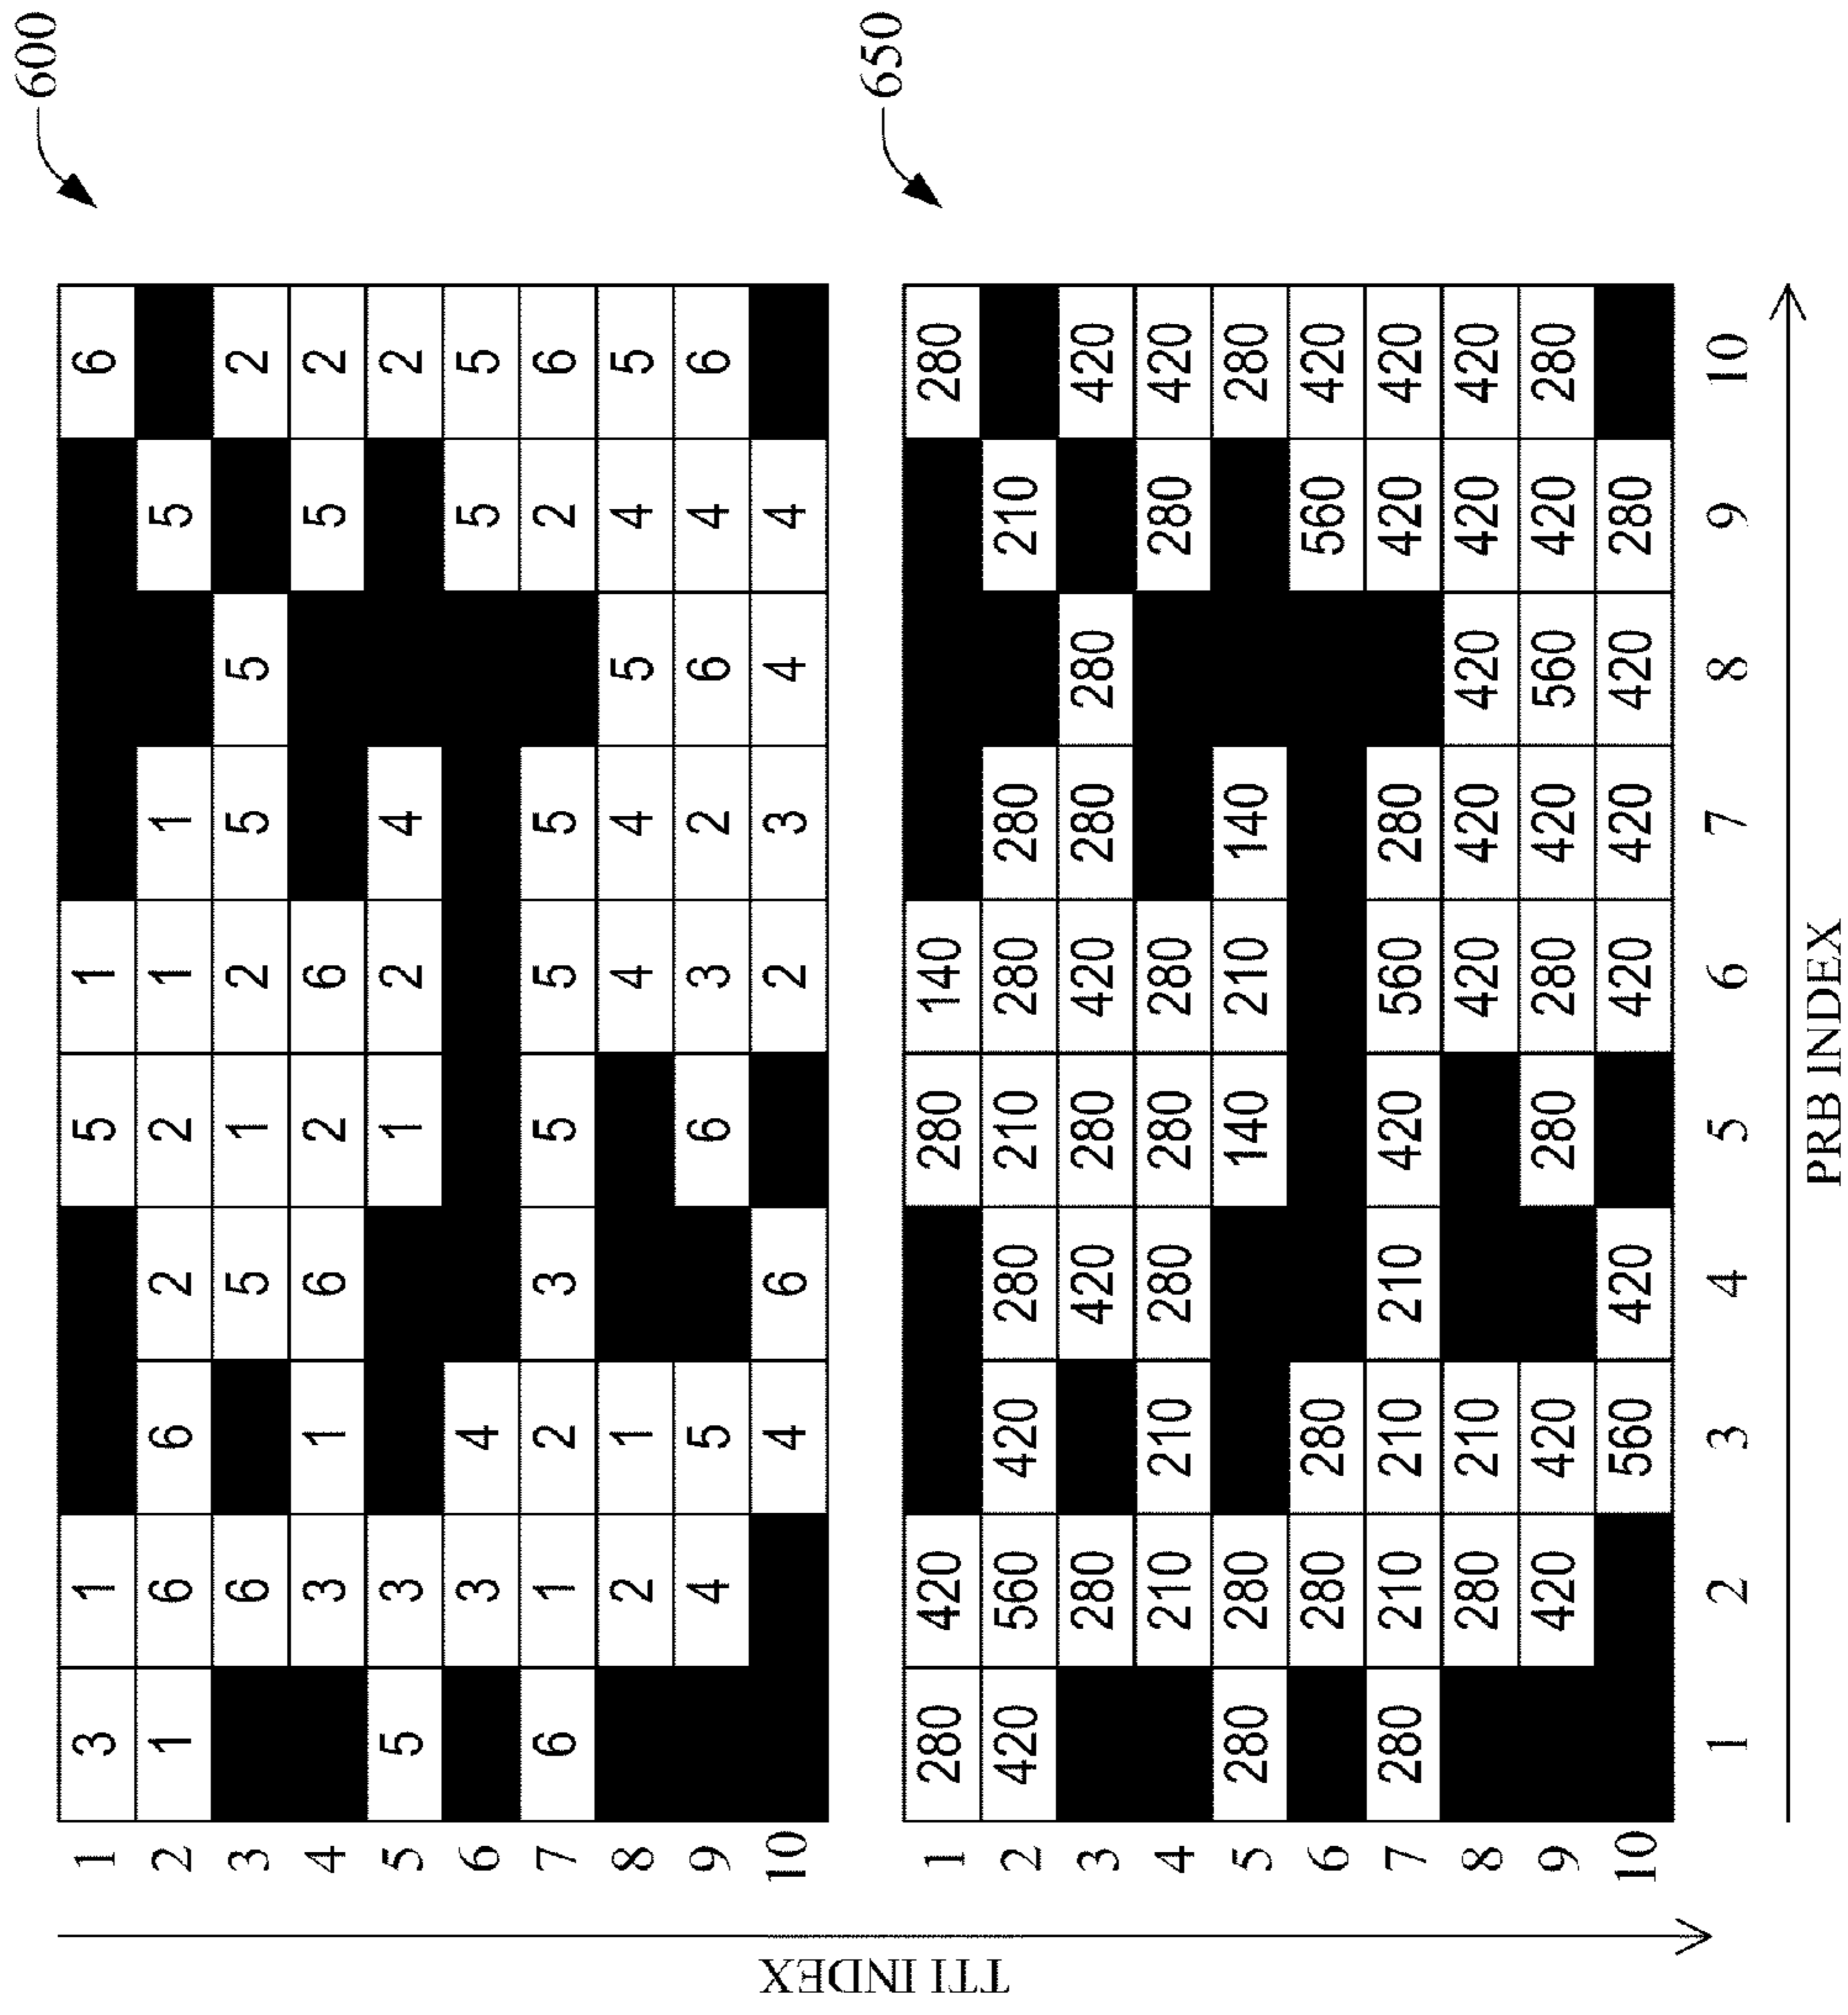 600
1 3 1 5 1 6
2 1 6 6 2 2 1 1 5
3 6 5 1 2 5 5 2
4 3 1 6 2 6 5 2
5 5 3 1 2 4 2
6 3 4 5 5
7 6 1 2 3 5 5 5 2 6
8 2 1 4 4 5 4 5
9 4 5 6 3 2 6 4 6
10 4 6 2 3 4 4
TTI INDEX
650
1 280 420 280 140 280
2 420 560 420 280 210 280 280 210
3 280 420 280 420 280 280 420
4 210 210 280 280 280 280 420
5 280 280 140 210 140 280
6 280 280 560 420
7 280 210 210 210 420 560 280 420 420
8 280 210 420 420 420 420 420
9 420 420 280 280 420 560 420 280
10 560 420 420 420 420 280
1 2 3 4 5 6 7 8 9 10
PRB INDEX